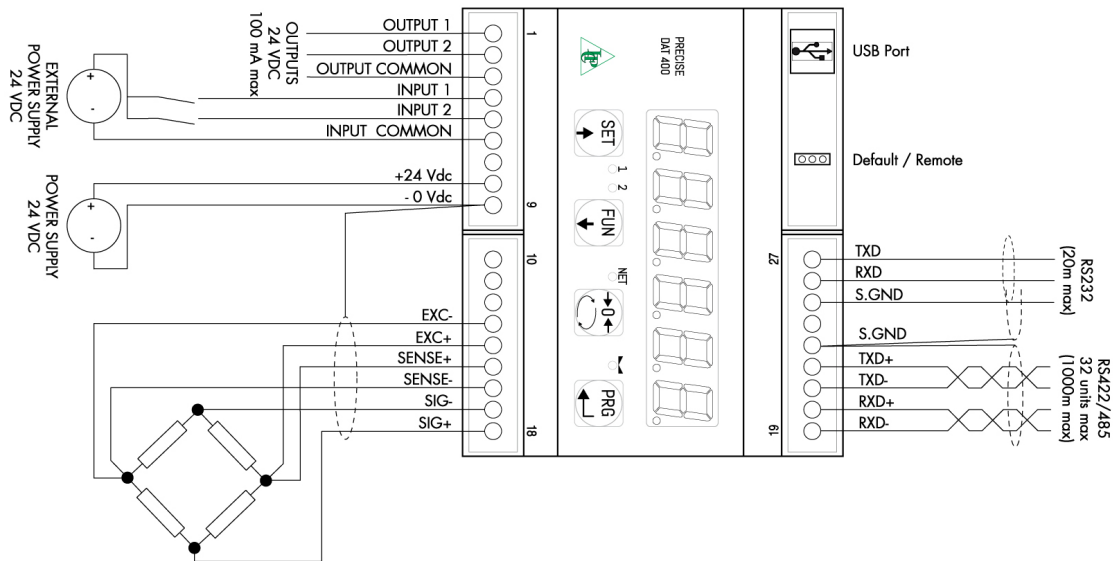 OUTPUTS
24 VDC
100 mA max
OUTPUT 1
OUTPUT 2
OUTPUT COMMON
INPUT 1
INPUT 2
INPUT COMMON
EXTERNAL
POWER SUPPLY
24 VDC
+
-
+24 Vdc
- 0 Vdc
POWER SUPPLY
24 VDC
+
-
1
9
10
18
EXC-
EXC+
SENSE+
SENSE-
SIG-
SIG+
PRECISE
DAT 400
SET
1
2
FUN
NET
0
PRG
USB Port
Default / Remote
27
19
TXD
RXD
S.GND
S.GND
TXD+
TXD-
RXD+
RXD-
RS232
(20m max)
RS422/485
32 units max
(1000m max)